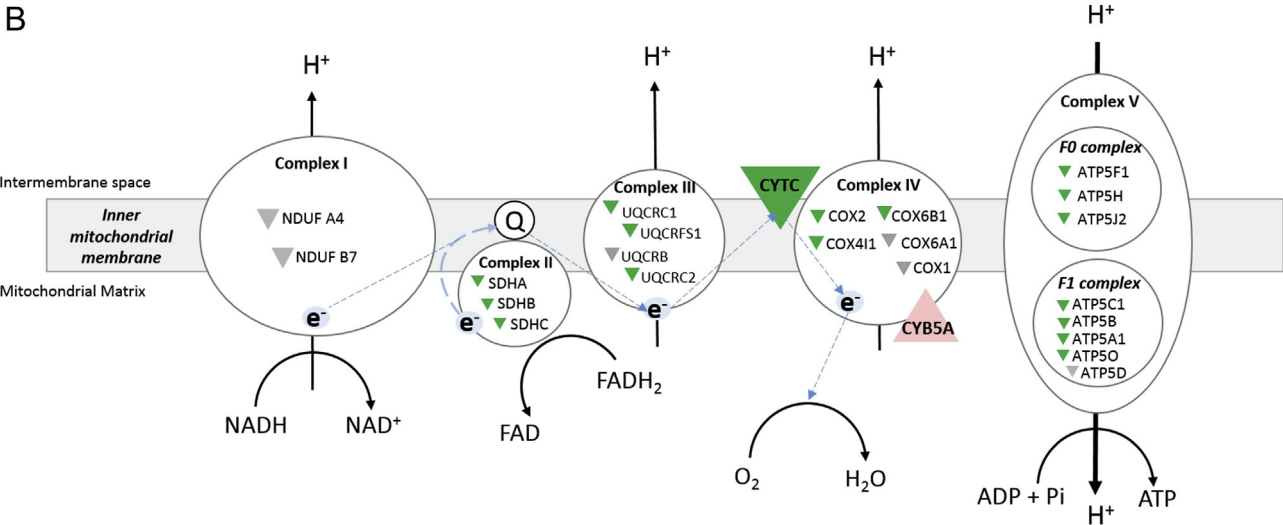 B
H⁺
H⁺
H⁺
H⁺
Intermembrane space
Inner
mitochondrial
membrane
Mitochondrial Matrix
Complex I
NDUF A4
NDUF B7
e⁻
NADH
NAD⁺
Q
Complex II
SDHA
SDHB
SDHC
e⁻
FAD
FADH₂
Complex III
UQCRC1
UQCRFS1
UQCRB
UQCRC2
e⁻
CYTC
Complex IV
COX2
COX6B1
COX4I1
COX6A1
COX1
e⁻
CYB5A
O₂
H₂O
Complex V
F0 complex
ATP5F1
ATP5H
ATP5J2
F1 complex
ATP5C1
ATP5B
ATP5A1
ATP5O
ATP5D
ADP + Pi
ATP
H⁺